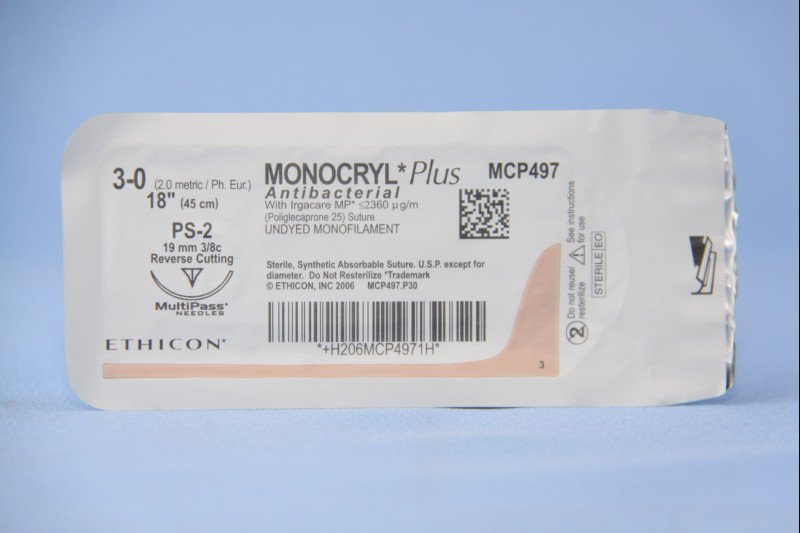 3-0 (2.0 metric / Ph. Eur.)
18" (45 cm)
PS-2
19 mm 3/8c
Reverse Cutting
MultiPass*
NEEDLES
ETHICON*
MONOCRYL* Plus MCP497
Antibacterial
With Irgacare MP* ≤2360 µg/m
(Poliglecaprone 25) Suture
UNDYED MONOFILAMENT
Sterile, Synthetic Absorbable Suture. U.S.P. except for
diameter. Do Not Resterilize *Trademark
© ETHICON, INC 2006 MCP497.P30
*+H206MCP4971H*
3
2 Do not reuse/
resterilize
! See instructions
for use
STERILE EO